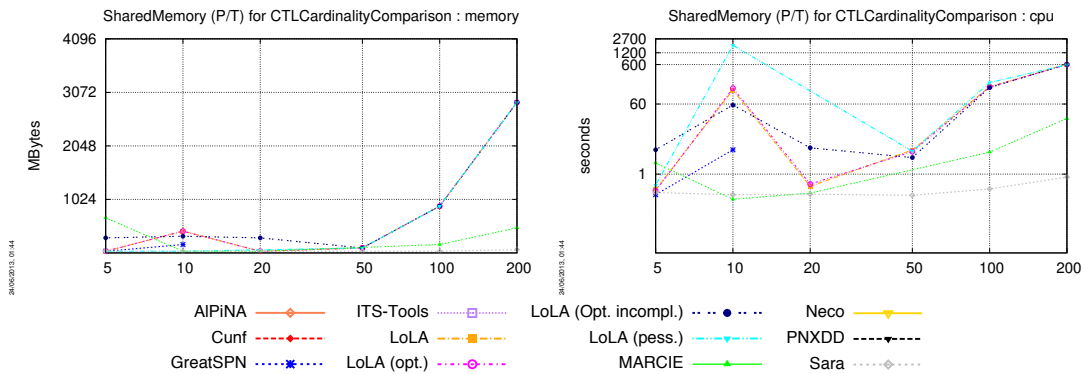 SharedMemory (P/T) for CTLCardinalityComparison : memory
4096
3072
2048
1024
MBytes
5 10 20 50 100 200
24/06/2013, 01:44
SharedMemory (P/T) for CTLCardinalityComparison : cpu
2700
1200
600
60
1
seconds
5 10 20 50 100 200
24/06/2013, 01:44
AlPiNA ITS-Tools LoLA (Opt. incompl.) Neco
Cunf LoLA LoLA (pess.) PNXDD
GreatSPN LoLA (opt.) MARCIE Sara